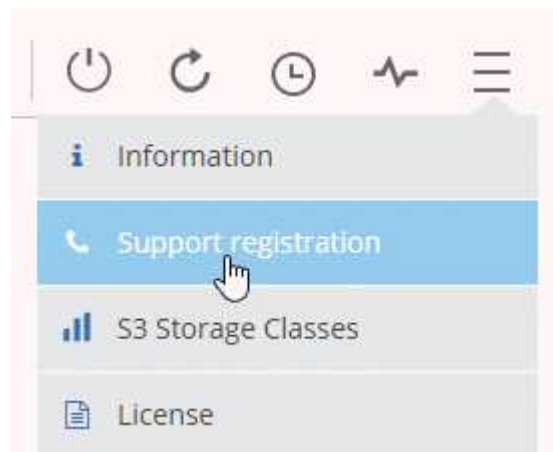 Information
Support registration
S3 Storage Classes
License